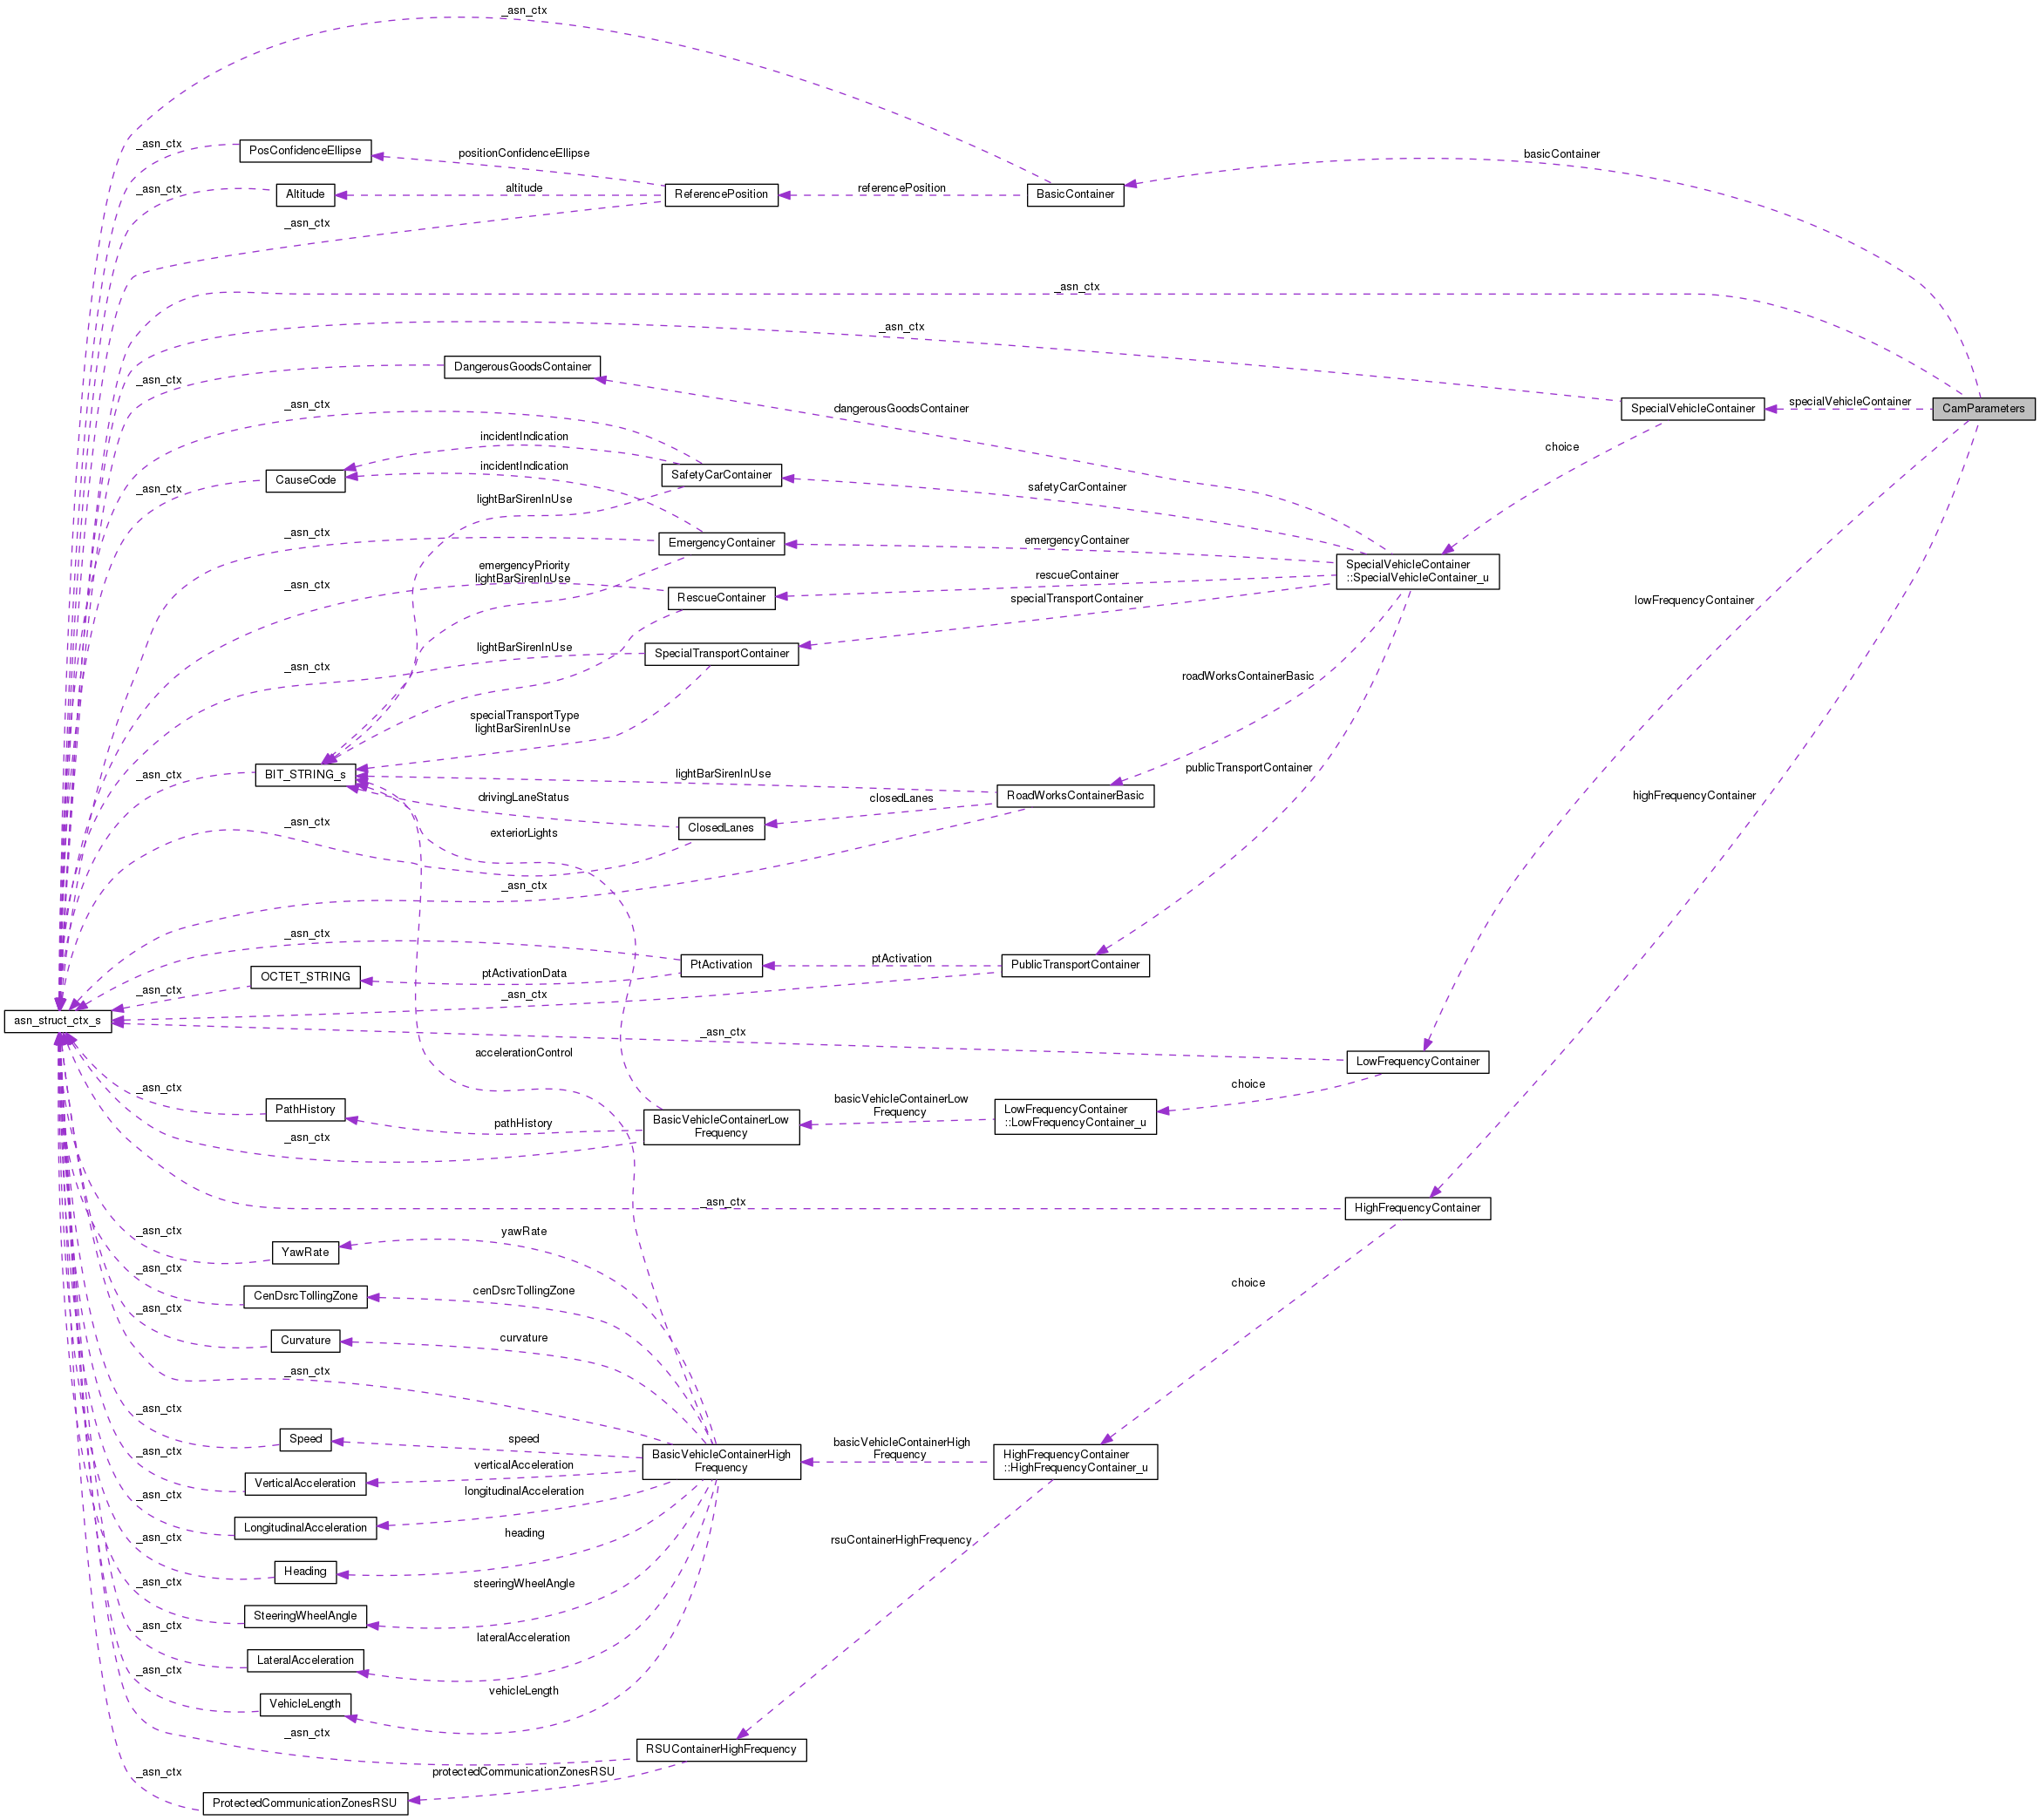 _asn_ctx
_asn_ctx
PosConfidenceEllipse
positionConfidenceEllipse
basicContainer
_asn_ctx
Altitude
altitude
ReferencePosition
referencePosition
BasicContainer
_asn_ctx
_asn_ctx
_asn_ctx
DangerousGoodsContainer
_asn_ctx
_asn_ctx
dangerousGoodsContainer
SpecialVehicleContainer
specialVehicleContainer
CamParameters
incidentIndication
choice
incidentIndication
SafetyCarContainer
safetyCarContainer
CauseCode
_asn_ctx
lightBarSirenInUse
_asn_ctx
EmergencyContainer
emergencyContainer
SpecialVehicleContainer
::SpecialVehicleContainer_u
emergencyPriority
lightBarSirenInUse
_asn_ctx
RescueContainer
rescueContainer
specialTransportContainer
lowFrequencyContainer
lightBarSirenInUse
SpecialTransportContainer
_asn_ctx
roadWorksContainerBasic
specialTransportType
lightBarSirenInUse
_asn_ctx
BIT_STRING_s
lightBarSirenInUse
publicTransportContainer
drivingLaneStatus
closedLanes
RoadWorksContainerBasic
highFrequencyContainer
_asn_ctx
exteriorLights
ClosedLanes
_asn_ctx
_asn_ctx
PtActivation
ptActivation
PublicTransportContainer
OCTET_STRING
ptActivationData
_asn_ctx
_asn_ctx
asn_struct_ctx_s
_asn_ctx
accelerationControl
LowFrequencyContainer
choice
_asn_ctx
PathHistory
pathHistory
BasicVehicleContainerLow
Frequency
basicVehicleContainerLow
Frequency
LowFrequencyContainer
::LowFrequencyContainer_u
_asn_ctx
_asn_ctx
HighFrequencyContainer
_asn_ctx
YawRate
yawRate
_asn_ctx
CenDsrcTollingZone
cenDsrcTollingZone
choice
_asn_ctx
Curvature
curvature
_asn_ctx
_asn_ctx
Speed
speed
BasicVehicleContainerHigh
Frequency
basicVehicleContainerHigh
Frequency
HighFrequencyContainer
::HighFrequencyContainer_u
_asn_ctx
VerticalAcceleration
verticalAcceleration
longitudinalAcceleration
_asn_ctx
LongitudinalAcceleration
heading
rsuContainerHighFrequency
_asn_ctx
Heading
steeringWheelAngle
_asn_ctx
SteeringWheelAngle
lateralAcceleration
_asn_ctx
LateralAcceleration
_asn_ctx
vehicleLength
VehicleLength
_asn_ctx
RSUContainerHighFrequency
_asn_ctx
protectedCommunicationZonesRSU
ProtectedCommunicationZonesRSU